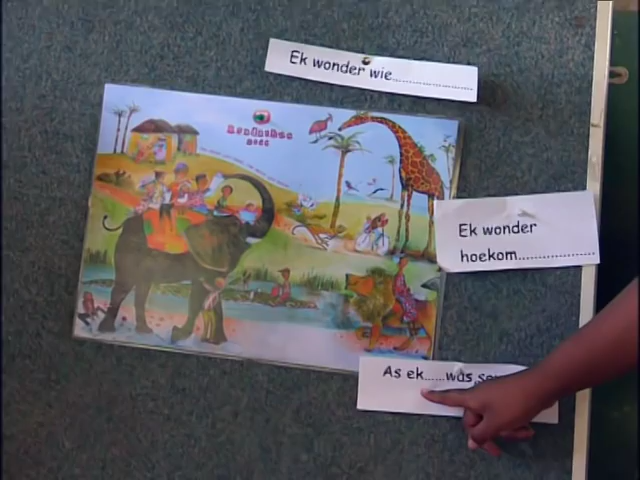 Ek wonder wie....................
Ek wonder
hoekom....................
As ek.....was